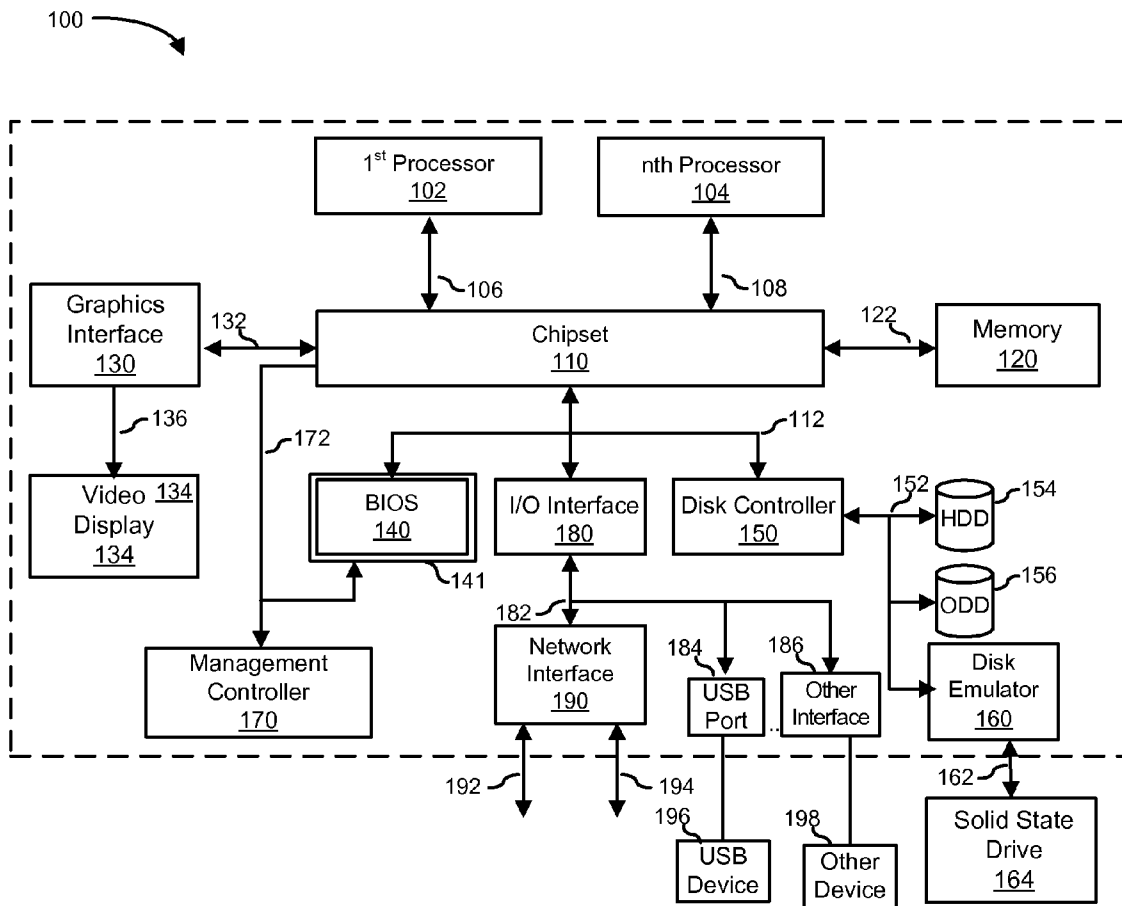 100
1st Processor
102
nth Processor
104
106
108
Graphics
Interface
130
132
Chipset
110
122
Memory
120
136
172
112
Video 134
Display
134
BIOS
140
141
I/O Interface
180
Disk Controller
150
152
HDD
154
ODD
156
182
Management
Controller
170
Network
Interface
190
184
USB
Port
..
186
Other
Interface
Disk
Emulator
160
192
194
162
196
USB
Device
198
Other
Device
Solid State
Drive
164